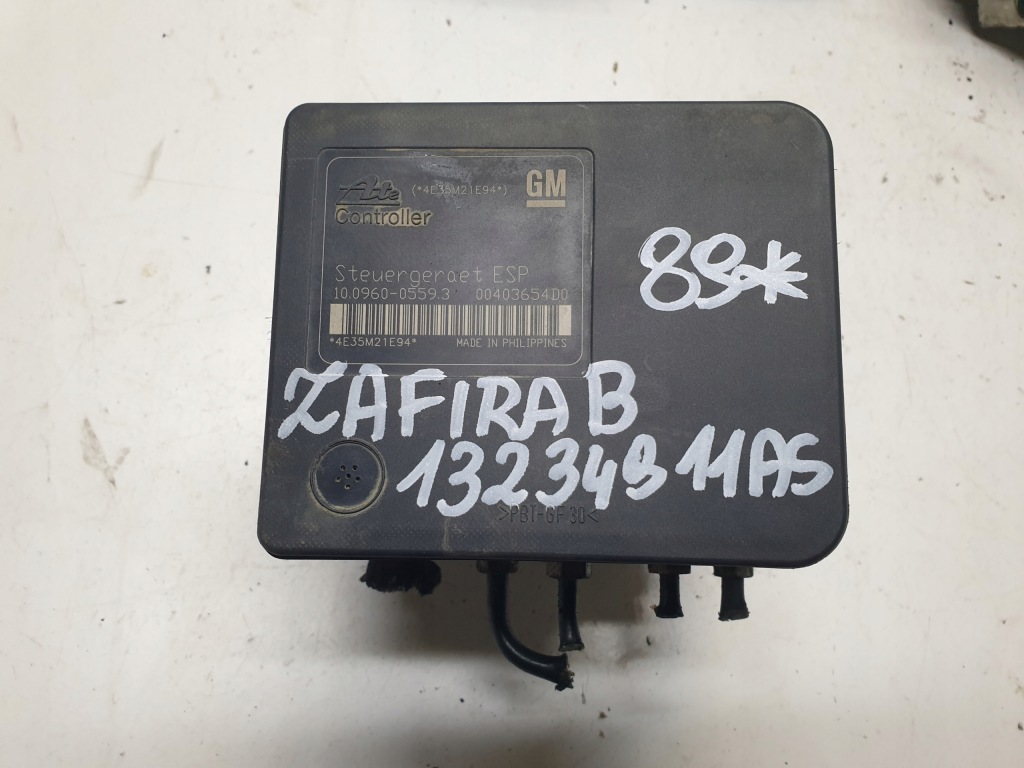 Ate (*4E35M21E94*) GM
Controller
Steuergeraet ESP
10.0960-0559.3 00403654D0
*4E35M21E94* MADE IN PHILIPPINES
89*
ZAFIRA B
13234911AS
>PBT-GF30<